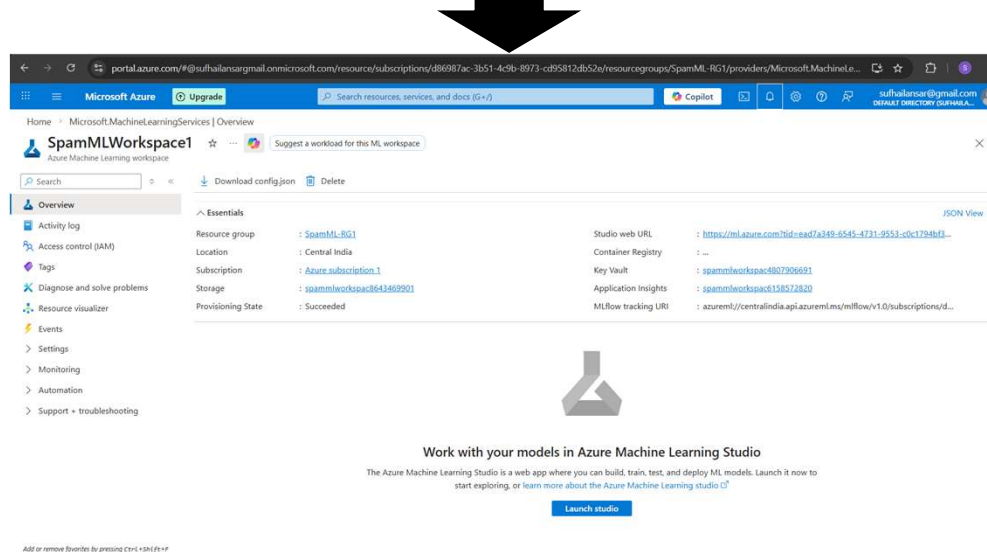 portal.azure.com/#@sufhailansargmail.onmicrosoft.com/resource/subscriptions/d86987ac-3b51-4c9b-8973-cd95812db52e/resourcegroups/SpamML-RG1/providers/Microsoft.MachineLe...
Microsoft Azure Upgrade Search resources, services, and docs (G+/) Copilot sufhailansar@gmail.com
DEFAULT DIRECTORY (SUFHAILA...
Home > Microsoft.MachineLearningServices | Overview
SpamMLWorkspace1 ... Suggest a workload for this ML workspace
Azure Machine Learning workspace
Search Download config.json Delete
Overview
Activity log
Access control (IAM)
Tags
Diagnose and solve problems
Resource visualizer
Events
Settings
Monitoring
Automation
Support + troubleshooting
Essentials JSON View
Resource group : SpamML-RG1
Location : Central India
Subscription : Azure subscription 1
Storage : spammlworkspac8643469901
Provisioning State : Succeeded
Studio web URL : https://ml.azure.com?tid=ead7a349-6545-4731-9553-c0c1794bf3...
Container Registry : ...
Key Vault : spammlworkspac4807906691
Application Insights : spammlworkspac6158572820
MLflow tracking URI : azureml://centralindia.api.azureml.ms/mlflow/v1.0/subscriptions/d...
Work with your models in Azure Machine Learning Studio
The Azure Machine Learning Studio is a web app where you can build, train, test, and deploy ML models. Launch it now to
start exploring, or learn more about the Azure Machine Learning studio
Launch studio
Add or remove favorites by pressing Ctrl+Shift+F